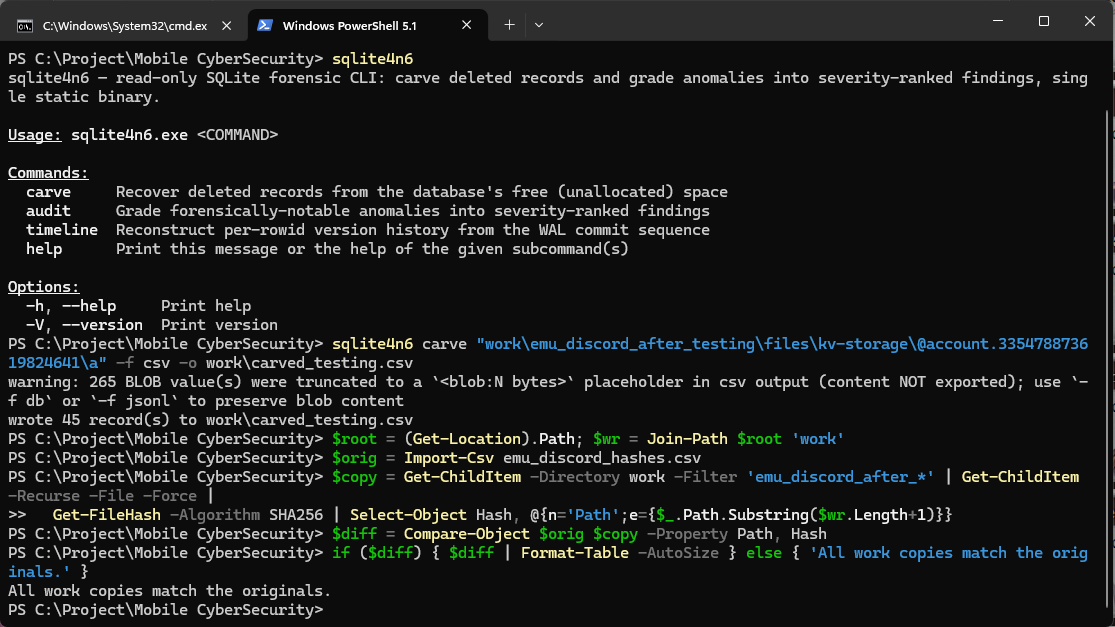 C:\Windows\System32\cmd.ex
Windows PowerShell 5.1
PS C:\Project\Mobile CyberSecurity> sqlite4n6
sqlite4n6 — read-only SQLite forensic CLI: carve deleted records and grade anomalies into severity-ranked findings, sing
le static binary.
Usage: sqlite4n6.exe <COMMAND>
Commands:
  carve     Recover deleted records from the database's free (unallocated) space
  audit     Grade forensically-notable anomalies into severity-ranked findings
  timeline  Reconstruct per-rowid version history from the WAL commit sequence
  help      Print this message or the help of the given subcommand(s)
Options:
  -h, --help     Print help
  -V, --version  Print version
PS C:\Project\Mobile CyberSecurity> sqlite4n6 carve "work\emu_discord_after_testing\files\kv-storage\@account.3354788736
19824641\a" -f csv -o work\carved_testing.csv
warning: 265 BLOB value(s) were truncated to a `<blob:N bytes>` placeholder in csv output (content NOT exported); use `-
f db` or `-f jsonl` to preserve blob content
wrote 45 record(s) to work\carved_testing.csv
PS C:\Project\Mobile CyberSecurity> $root = (Get-Location).Path; $wr = Join-Path $root 'work'
PS C:\Project\Mobile CyberSecurity> $orig = Import-Csv emu_discord_hashes.csv
PS C:\Project\Mobile CyberSecurity> $copy = Get-ChildItem -Directory work -Filter 'emu_discord_after_*' | Get-ChildItem
-Recurse -File -Force |
>>   Get-FileHash -Algorithm SHA256 | Select-Object Hash, @{n='Path';e={$_.Path.Substring($wr.Length+1)}}
PS C:\Project\Mobile CyberSecurity> $diff = Compare-Object $orig $copy -Property Path, Hash
PS C:\Project\Mobile CyberSecurity> if ($diff) { $diff | Format-Table -AutoSize } else { 'All work copies match the orig
inals.' }
All work copies match the originals.
PS C:\Project\Mobile CyberSecurity>